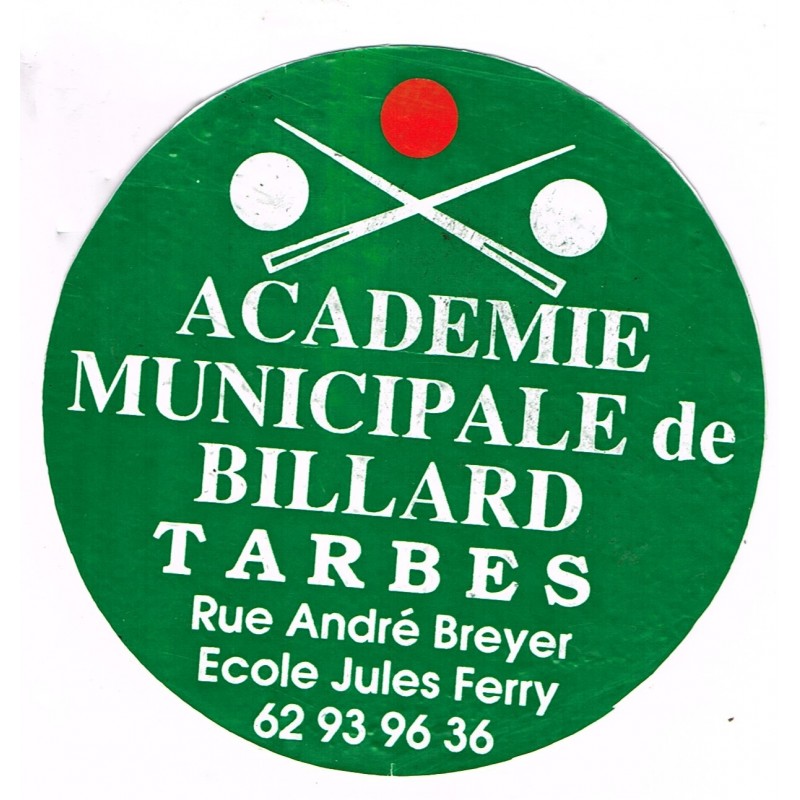 ACADEMIE
MUNICIPALE de
BILLARD
TARBES
Rue André Breyer
Ecole Jules Ferry
62 93 96 36